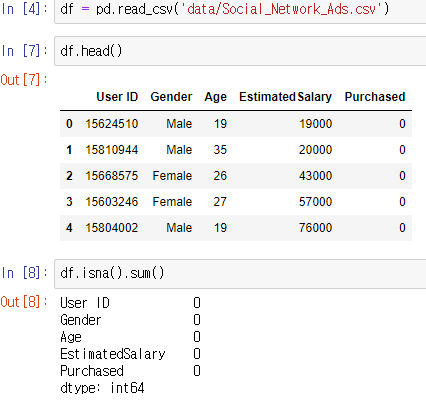 In [4]: df = pd.read_csv('data/Social_Network_Ads.csv')
In [7]: df.head()
Out[7]:
User ID Gender Age EstimatedSalary Purchased
0 15624510 Male 19 19000 0
1 15810944 Male 35 20000 0
2 15668575 Female 26 43000 0
3 15603246 Female 27 57000 0
4 15804002 Male 19 76000 0
In [8]: df.isna().sum()
Out[8]: User ID 0
Gender 0
Age 0
EstimatedSalary 0
Purchased 0
dtype: int64